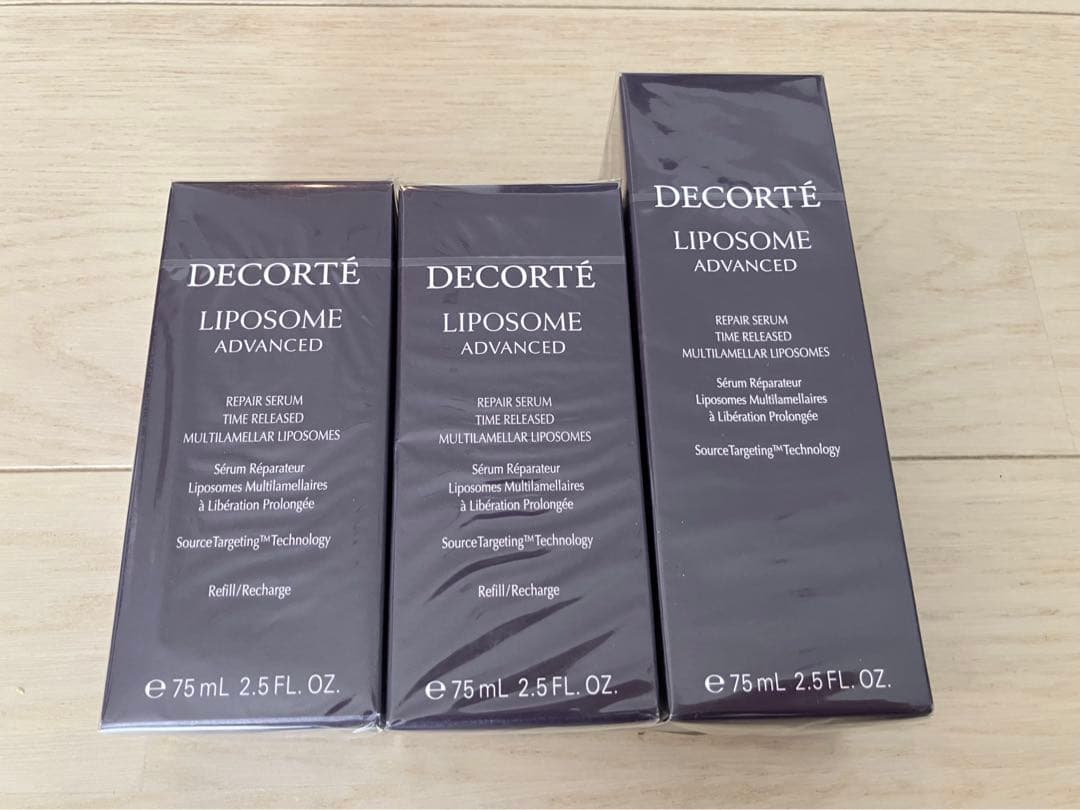 DECORTÉ
LIPOSOME
ADVANCED
REPAIR SERUM
TIME RELEASED
MULTILAMELLAR LIPOSOMES
Sérum Réparateur
Liposomes Multilamellaires
à Libération Prolongée
SourceTargeting™Technology
Refill/Recharge
℮ 75 mL 2.5 FL. OZ.
DECORTÉ
LIPOSOME
ADVANCED
REPAIR SERUM
TIME RELEASED
MULTILAMELLAR LIPOSOMES
Sérum Réparateur
Liposomes Multilamellaires
à Libération Prolongée
SourceTargeting™Technology
Refill/Recharge
℮ 75 mL 2.5 FL. OZ.
DECORTÉ
LIPOSOME
ADVANCED
REPAIR SERUM
TIME RELEASED
MULTILAMELLAR LIPOSOMES
Sérum Réparateur
Liposomes Multilamellaires
à Libération Prolongée
SourceTargeting™Technology
℮ 75 mL 2.5 FL. OZ.